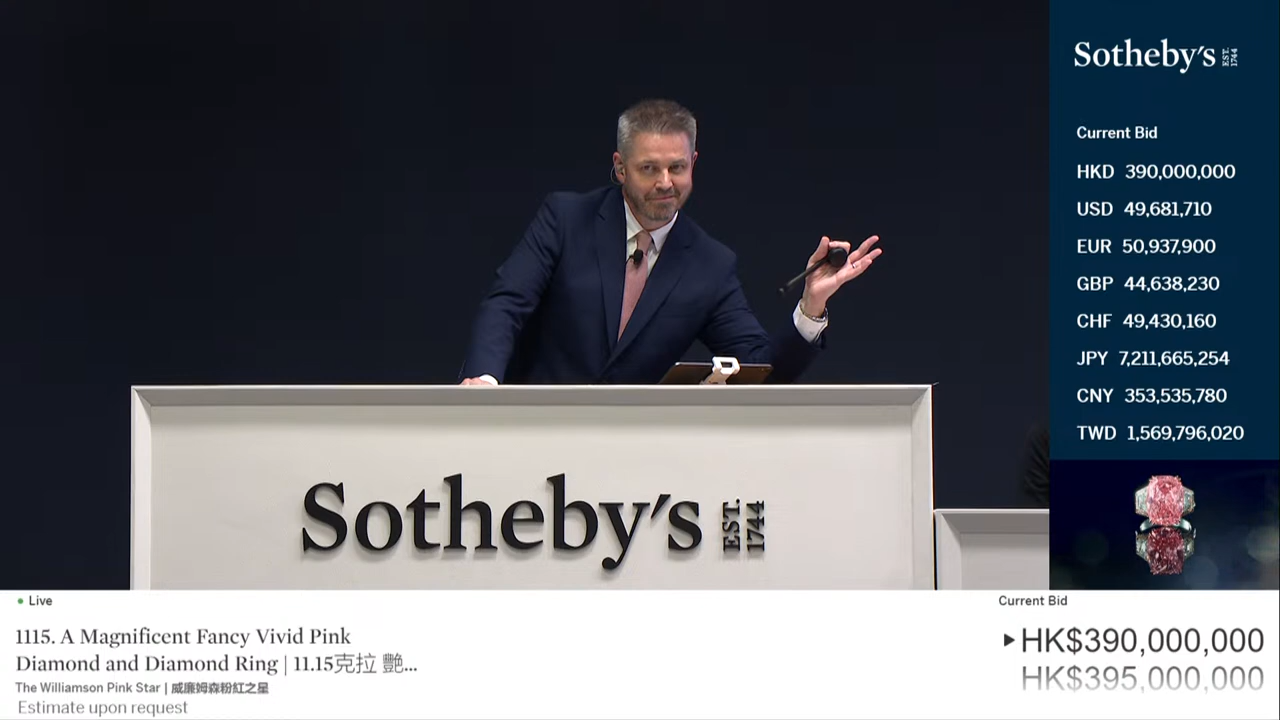 Sotheby's EST. 1744
Current Bid
HKD 390,000,000
USD 49,681,710
EUR 50,937,900
GBP 44,638,230
CHF 49,430,160
JPY 7,211,665,254
CNY 353,535,780
TWD 1,569,796,020
Sotheby's EST. 1744
Live
1115. A Magnificent Fancy Vivid Pink
Diamond and Diamond Ring | 11.15克拉 艷...
The Williamson Pink Star | 威廉姆森粉紅之星
Estimate upon request
Current Bid
HK$390,000,000
HK$395,000,000